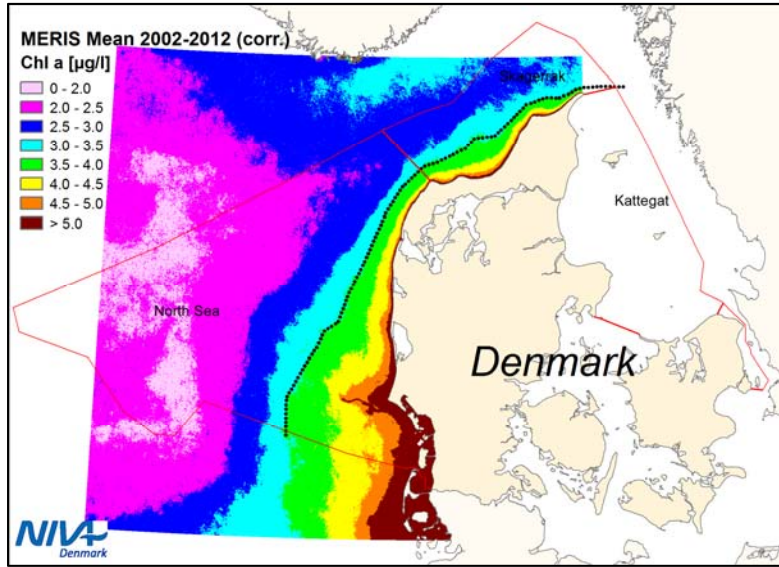 MERIS Mean 2002-2012 (corr.)
Chl a [µg/l]
0 - 2.0
2.0 - 2.5
2.5 - 3.0
3.0 - 3.5
3.5 - 4.0
4.0 - 4.5
4.5 - 5.0
> 5.0
Skagerrak
Kattegat
North Sea
Denmark
NIVA
Denmark